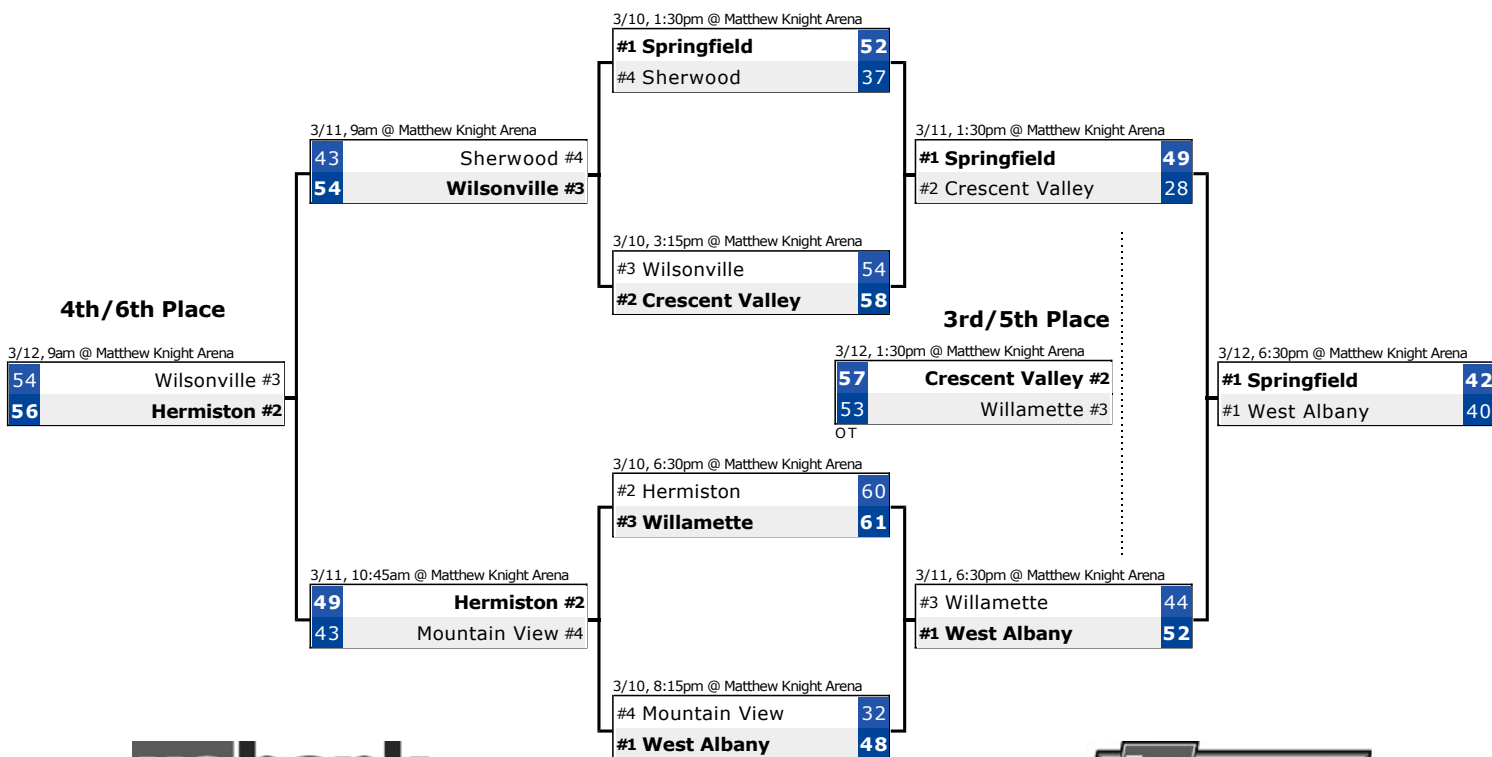 3/10, 1:30pm @ Matthew Knight Arena
#1 Springfield 52
#4 Sherwood 37
3/11, 9am @ Matthew Knight Arena
43 Sherwood #4
54 Wilsonville #3
3/11, 1:30pm @ Matthew Knight Arena
#1 Springfield 49
#2 Crescent Valley 28
3/10, 3:15pm @ Matthew Knight Arena
#3 Wilsonville 54
#2 Crescent Valley 58
4th/6th Place
3/12, 9am @ Matthew Knight Arena
54 Wilsonville #3
56 Hermiston #2
3rd/5th Place
3/12, 1:30pm @ Matthew Knight Arena
57 Crescent Valley #2
53 Willamette #3
OT
3/12, 6:30pm @ Matthew Knight Arena
#1 Springfield 42
#1 West Albany 40
3/10, 6:30pm @ Matthew Knight Arena
#2 Hermiston 60
#3 Willamette 61
3/11, 10:45am @ Matthew Knight Arena
49 Hermiston #2
43 Mountain View #4
3/11, 6:30pm @ Matthew Knight Arena
#3 Willamette 44
#1 West Albany 52
3/10, 8:15pm @ Matthew Knight Arena
#4 Mountain View 32
#1 West Albany 48